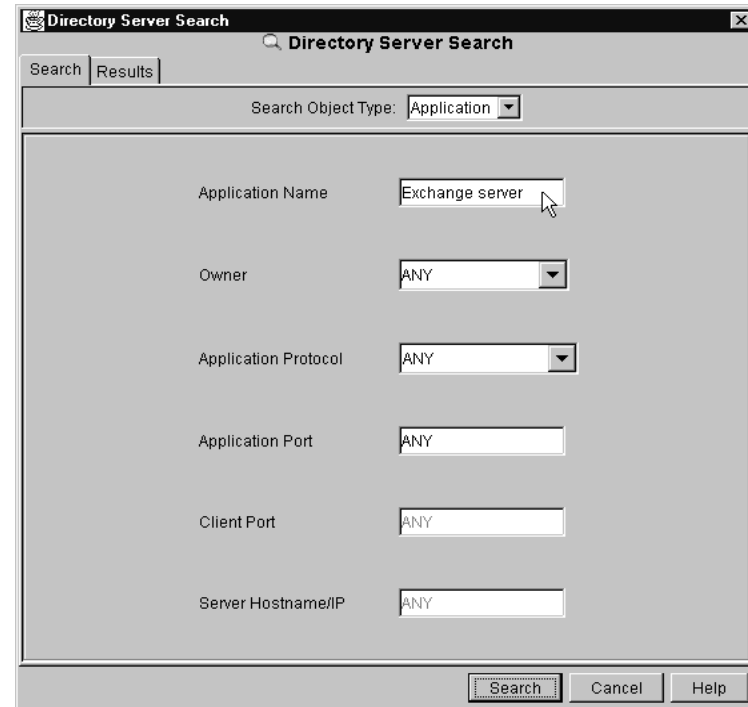 Directory Server Search
Directory Server Search
Search Results
Search Object Type: Application
Application Name Exchange server
Owner ANY
Application Protocol ANY
Application Port ANY
Client Port ANY
Server Hostname/IP ANY
Search Cancel Help